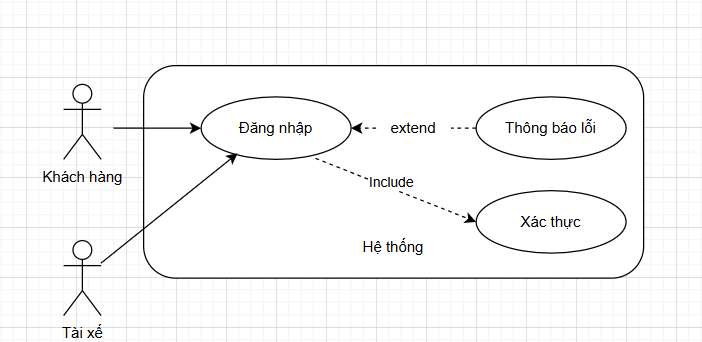 Đăng nhập
extend
Thông báo lỗi
Khách hàng
Include
Xác thực
Hệ thống
Tài xế